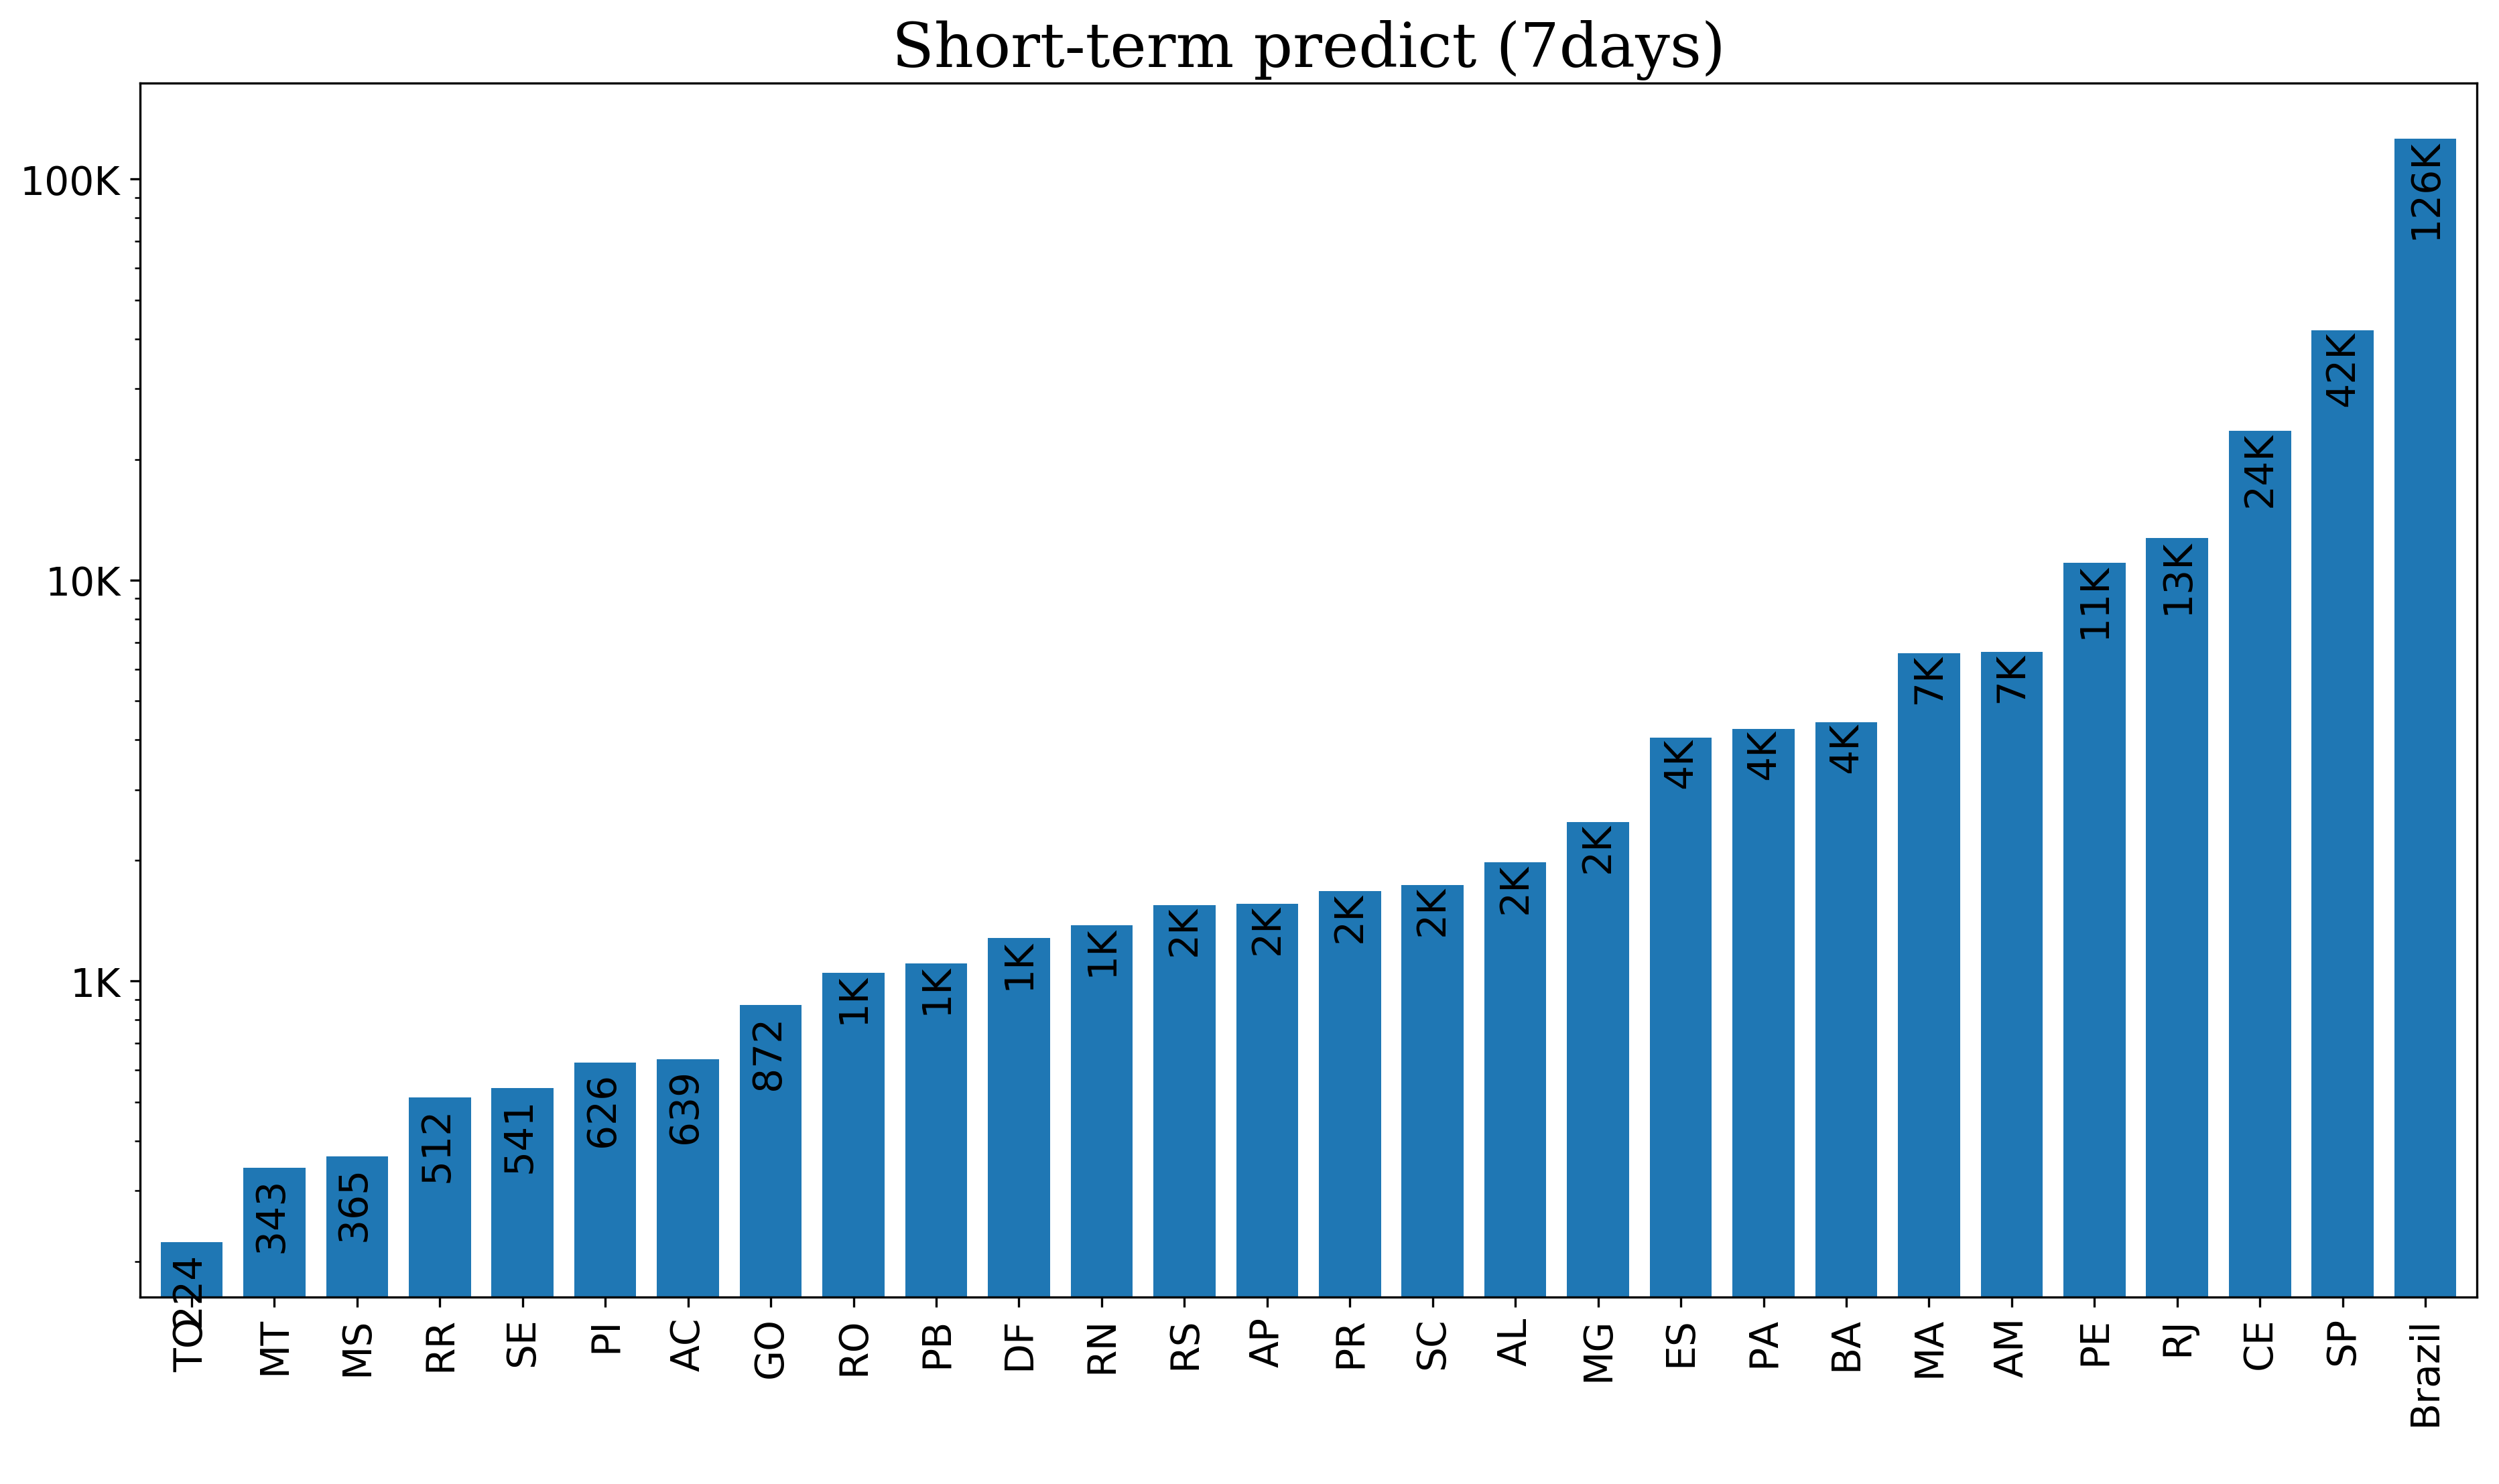 Short-term predict (7days)
100K
10K
1K
224
343
365
512
541
626
639
872
1K
1K
1K
1K
2K
2K
2K
2K
2K
2K
4K
4K
4K
7K
7K
11K
13K
24K
42K
126K
TO
MT
MS
RR
SE
PI
AC
GO
RO
PB
DF
RN
RS
AP
PR
SC
AL
MG
ES
PA
BA
MA
AM
PE
RJ
CE
SP
Brazil